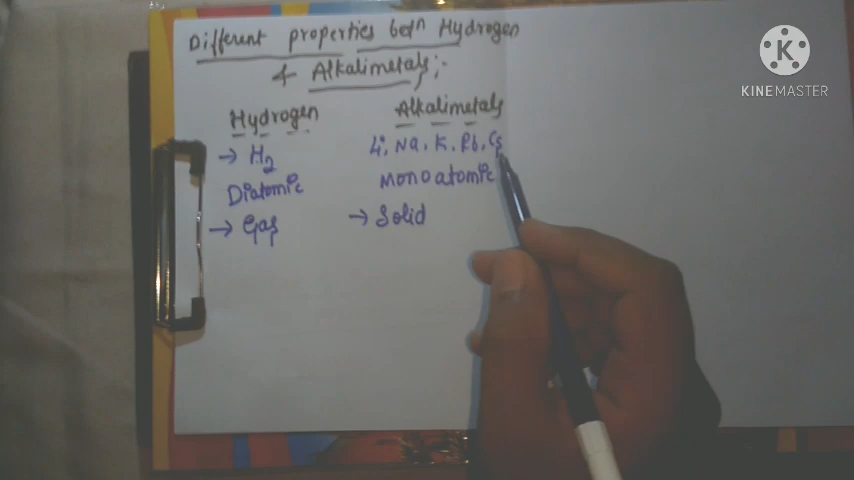 Different properties betn Hydrogen
& Alkalimetals;-
Hydrogen Alkalimetals
→ H2 Li, Na, K, Rb, Cs
Diatomic Monoatomic
→ Gas → Solid
K
KINEMASTER